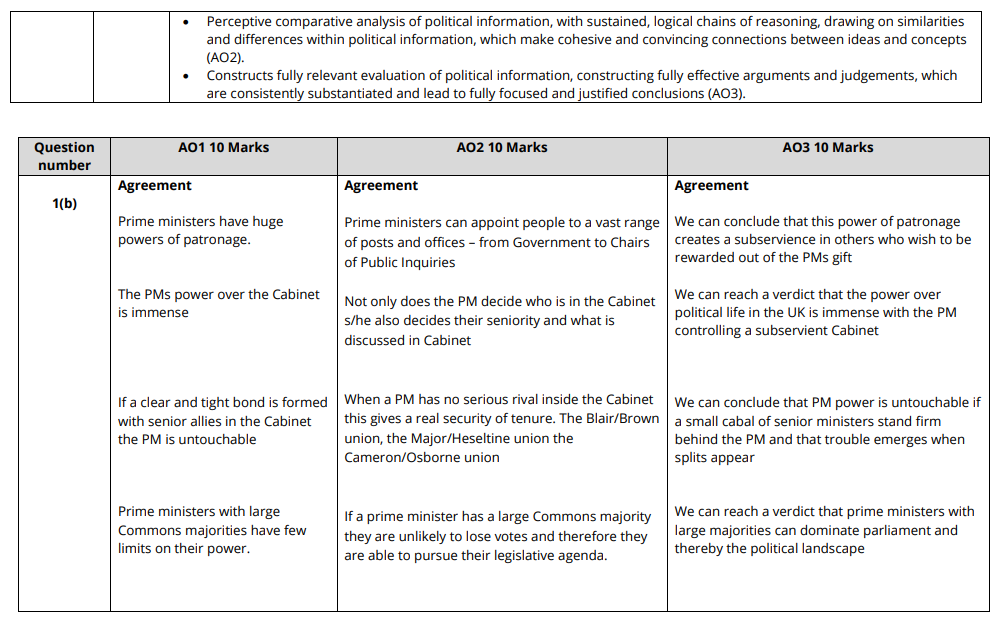 • Perceptive comparative analysis of political information, with sustained, logical chains of reasoning, drawing on similarities
and differences within political information, which make cohesive and convincing connections between ideas and concepts
(AO2).
• Constructs fully relevant evaluation of political information, constructing fully effective arguments and judgements, which
are consistently substantiated and lead to fully focused and justified conclusions (AO3).
Question
number
AO1 10 Marks
AO2 10 Marks
AO3 10 Marks
1(b)
Agreement
Agreement
Agreement
Prime ministers have huge
powers of patronage.
Prime ministers can appoint people to a vast range
of posts and offices – from Government to Chairs
of Public Inquiries
We can conclude that this power of patronage
creates a subservience in others who wish to be
rewarded out of the PMs gift
The PMs power over the Cabinet
is immense
Not only does the PM decide who is in the Cabinet
s/he also decides their seniority and what is
discussed in Cabinet
We can reach a verdict that the power over
political life in the UK is immense with the PM
controlling a subservient Cabinet
If a clear and tight bond is formed
with senior allies in the Cabinet
the PM is untouchable
When a PM has no serious rival inside the Cabinet
this gives a real security of tenure. The Blair/Brown
union, the Major/Heseltine union the
Cameron/Osborne union
We can conclude that PM power is untouchable if
a small cabal of senior ministers stand firm
behind the PM and that trouble emerges when
splits appear
Prime ministers with large
Commons majorities have few
limits on their power.
If a prime minister has a large Commons majority
they are unlikely to lose votes and therefore they
are able to pursue their legislative agenda.
We can reach a verdict that prime ministers with
large majorities can dominate parliament and
thereby the political landscape